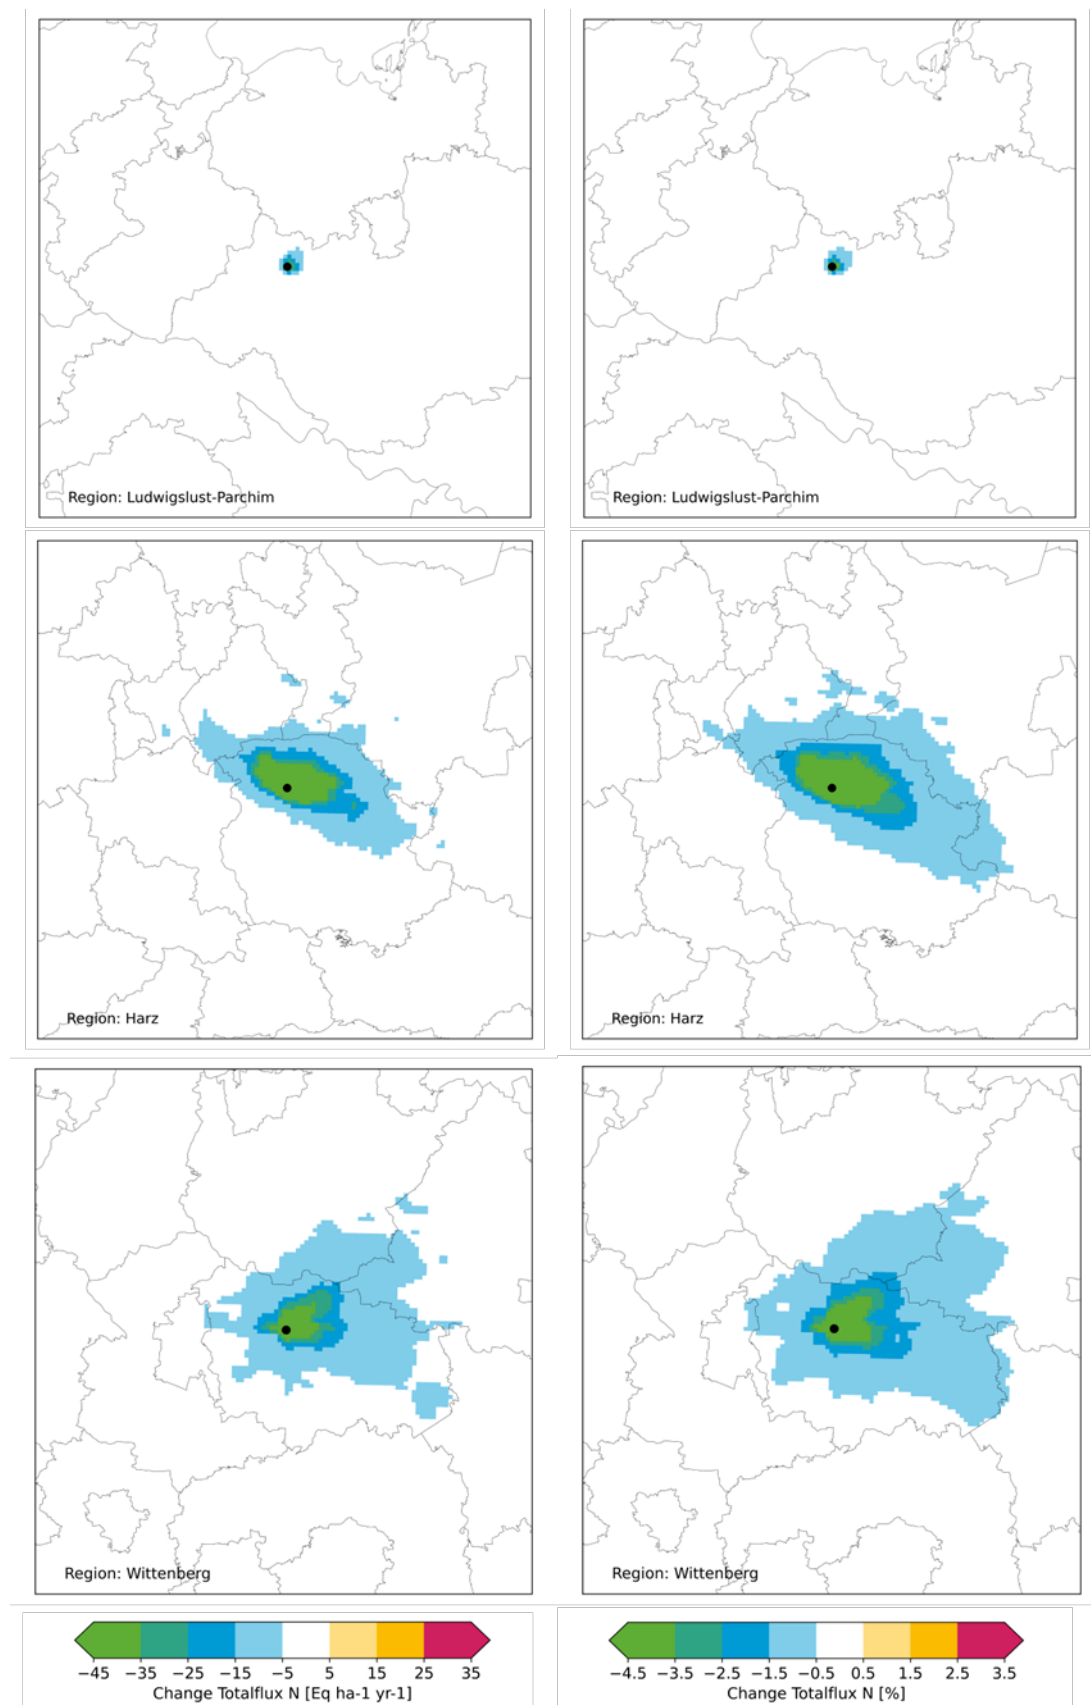 Region: Ludwigslust-Parchim
Region: Ludwigslust-Parchim
Region: Harz
Region: Harz
Region: Wittenberg
Region: Wittenberg
−45 −35 −25 −15 −5 5 15 25 35
Change Totalflux N [Eq ha-1 yr-1]
−4.5 −3.5 −2.5 −1.5 −0.5 0.5 1.5 2.5 3.5
Change Totalflux N [%]